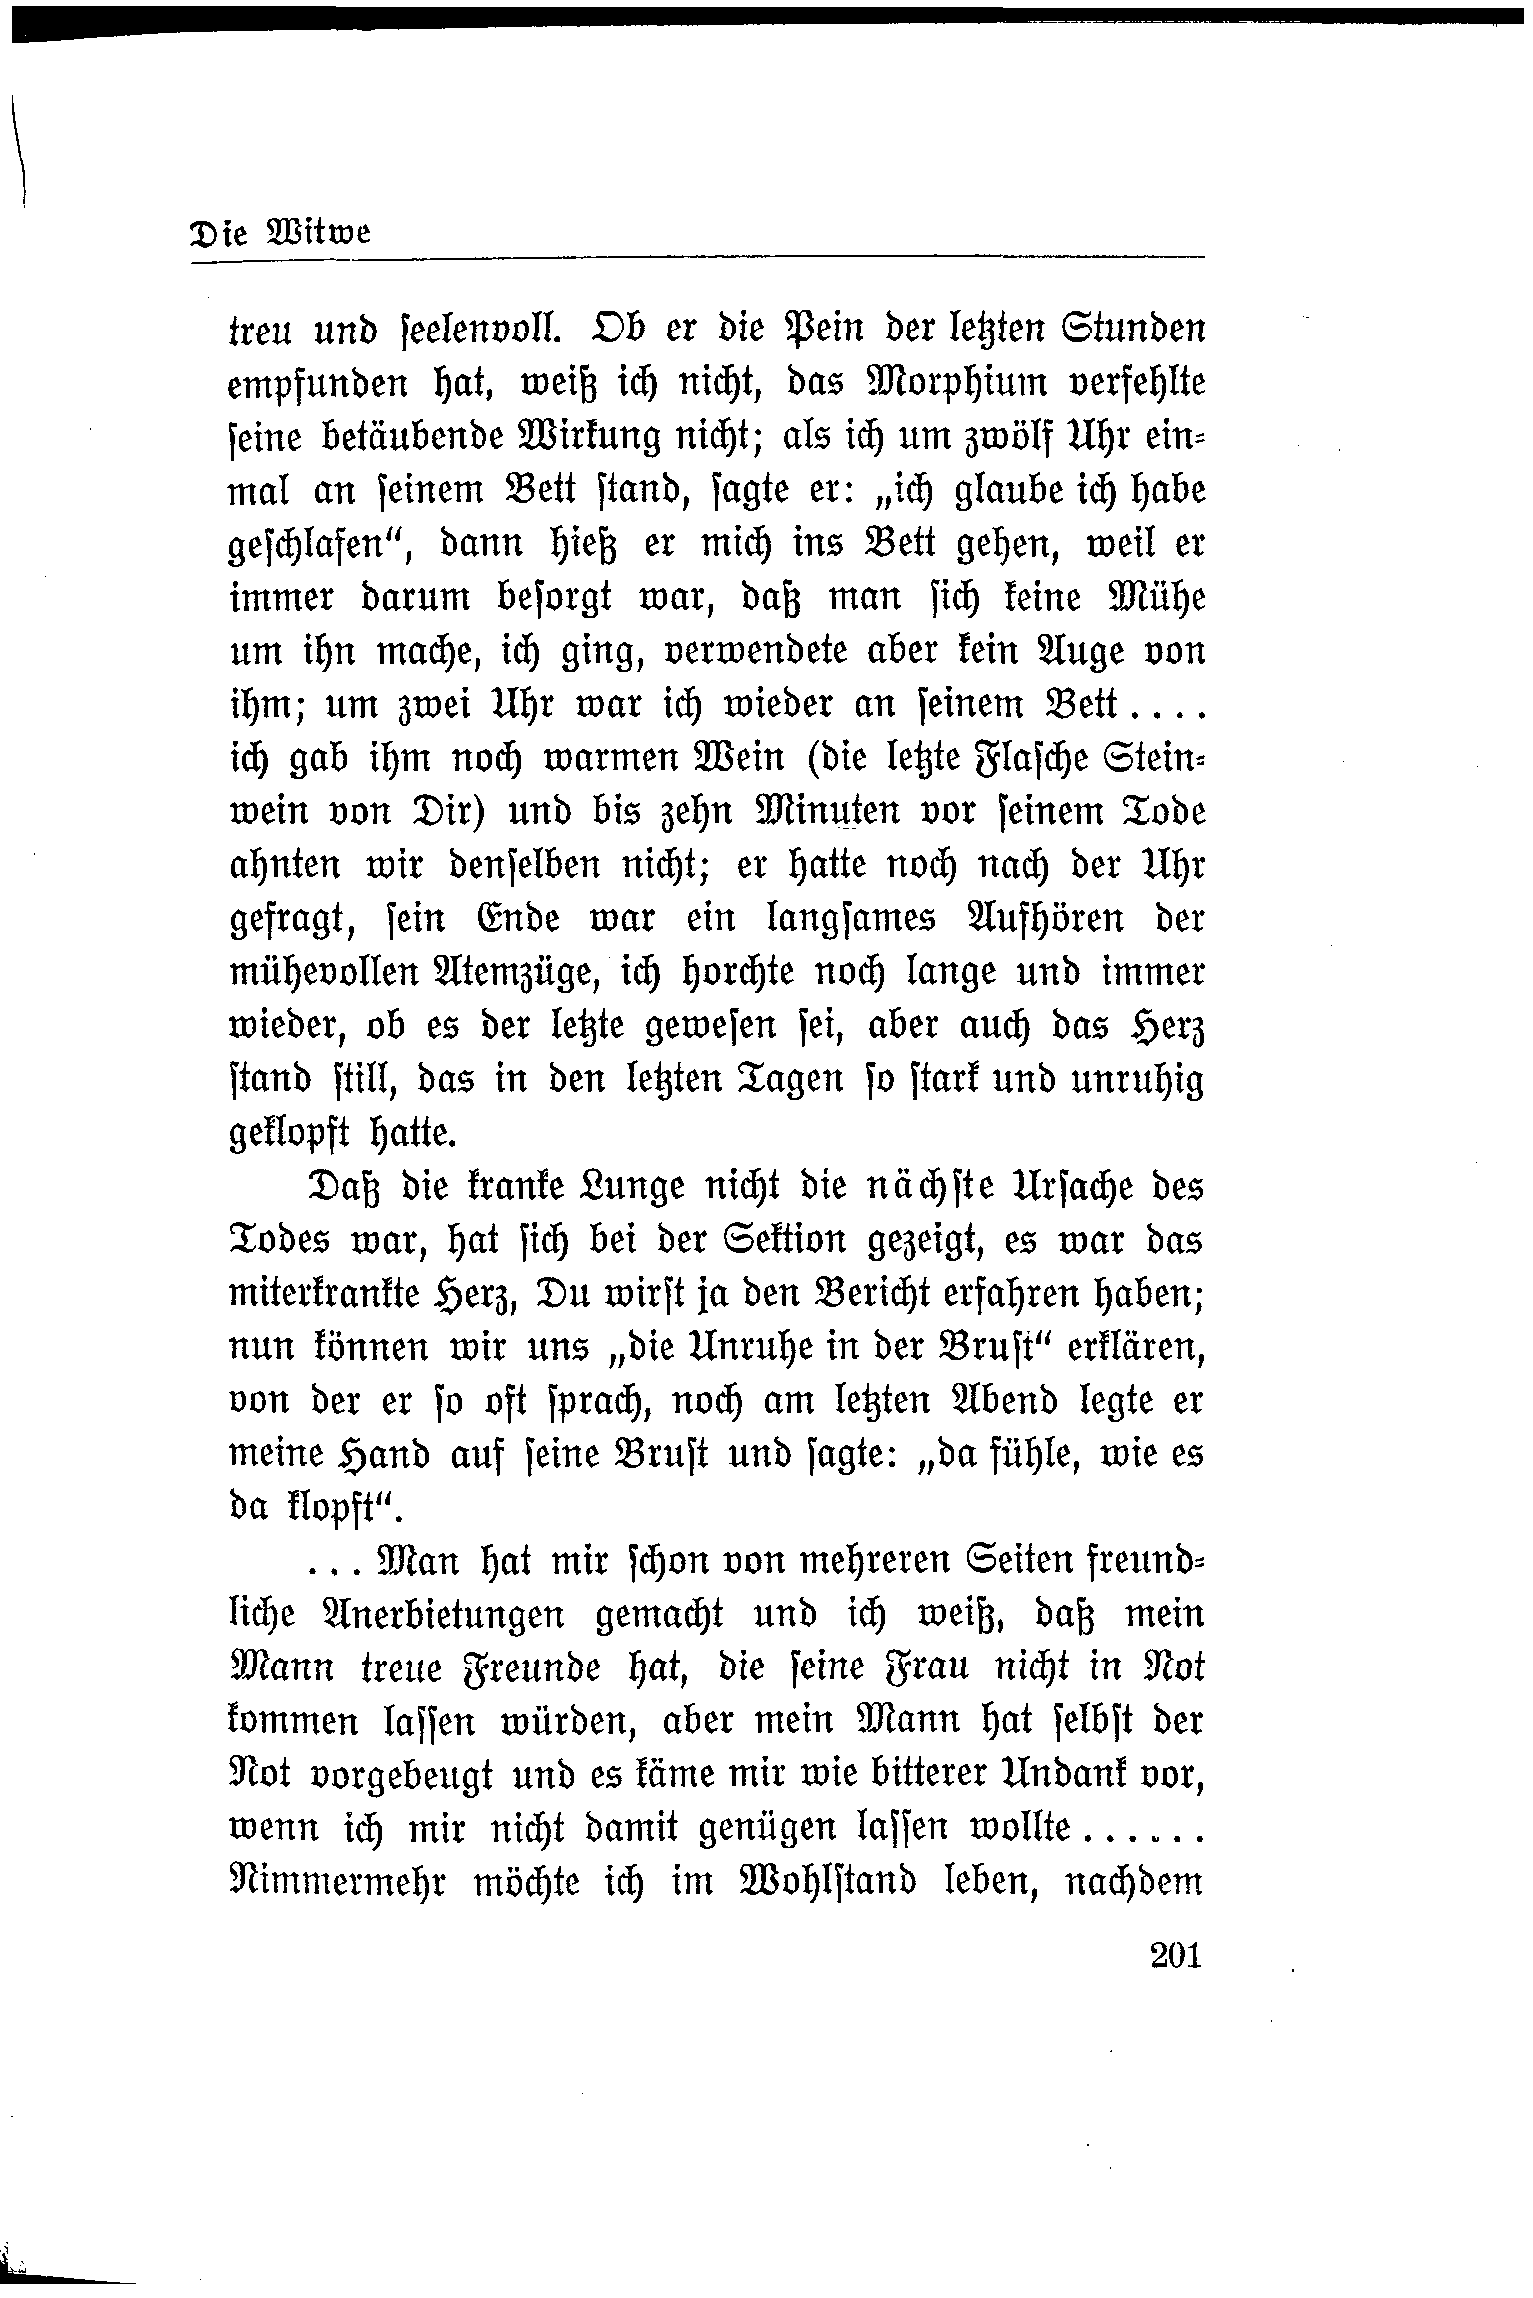 Die Witwe
treu und seelenvoll. Ob er die Pein der letzten Stunden
empfunden hat, weiß ich nicht, das Morphium verfehlte
seine betäubende Wirkung nicht; als ich um zwölf Uhr ein-
mal an seinem Bett stand, sagte er: „ich glaube ich habe
geschlafen“, dann hieß er mich ins Bett gehen, weil er
immer darum besorgt war, daß man sich keine Mühe
um ihn mache, ich ging, verwendete aber kein Auge von
ihm; um zwei Uhr war ich wieder an seinem Bett....
ich gab ihm noch warmen Wein (die letzte Flasche Stein-
wein von Dir) und bis zehn Minuten vor seinem Tode
ahnten wir denselben nicht; er hatte noch nach der Uhr
gefragt, sein Ende war ein langsames Aufhören der
mühevollen Atemzüge, ich horchte noch lange und immer
wieder, ob es der letzte gewesen sei, aber auch das Herz
stand still, das in den letzten Tagen so stark und unruhig
geklopft hatte.
Daß die kranke Lunge nicht die nächste Ursache des
Todes war, hat sich bei der Sektion gezeigt, es war das
miterkrankte Herz, Du wirst ja den Bericht erfahren haben;
nun können wir uns „die Unruhe in der Brust“ erklären,
von der er so oft sprach, noch am letzten Abend legte er
meine Hand auf seine Brust und sagte: „da fühle, wie es
da klopft“.
... Man hat mir schon von mehreren Seiten freund-
liche Anerbietungen gemacht und ich weiß, daß mein
Mann treue Freunde hat, die seine Frau nicht in Not
kommen lassen würden, aber mein Mann hat selbst der
Not vorgebeugt und es käme mir wie bitterer Undank vor,
wenn ich mir nicht damit genügen lassen wollte......
Nimmermehr möchte ich im Wohlstand leben, nachdem
201